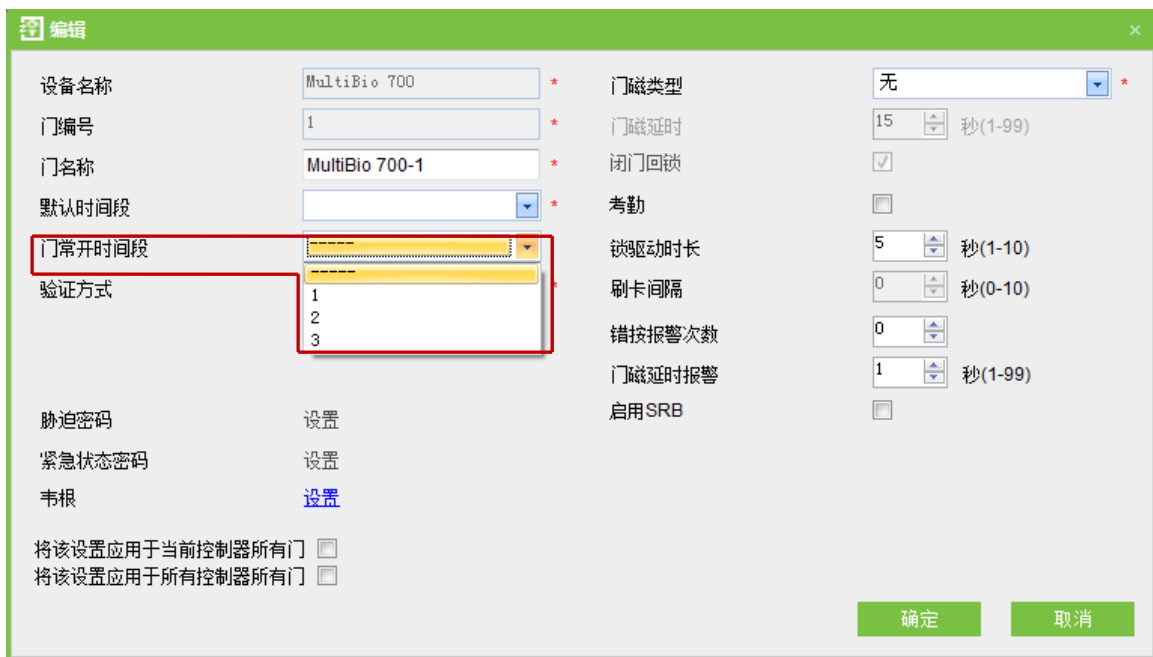 编辑
设备名称 MultiBio 700 *
门编号 1 *
门名称 MultiBio 700-1 *
默认时间段 *
门常开时间段 -----
-----
验证方式 *
1
2
3
胁迫密码 设置
紧急状态密码 设置
韦根 设置
将该设置应用于当前控制器所有门
将该设置应用于所有控制器所有门
门磁类型 无 *
门磁延时 15 秒(1-99)
闭门回锁
考勤
锁驱动时长 5 秒(1-10)
刷卡间隔 0 秒(0-10)
错按报警次数 0
门磁延时报警 1 秒(1-99)
启用SRB
确定 取消